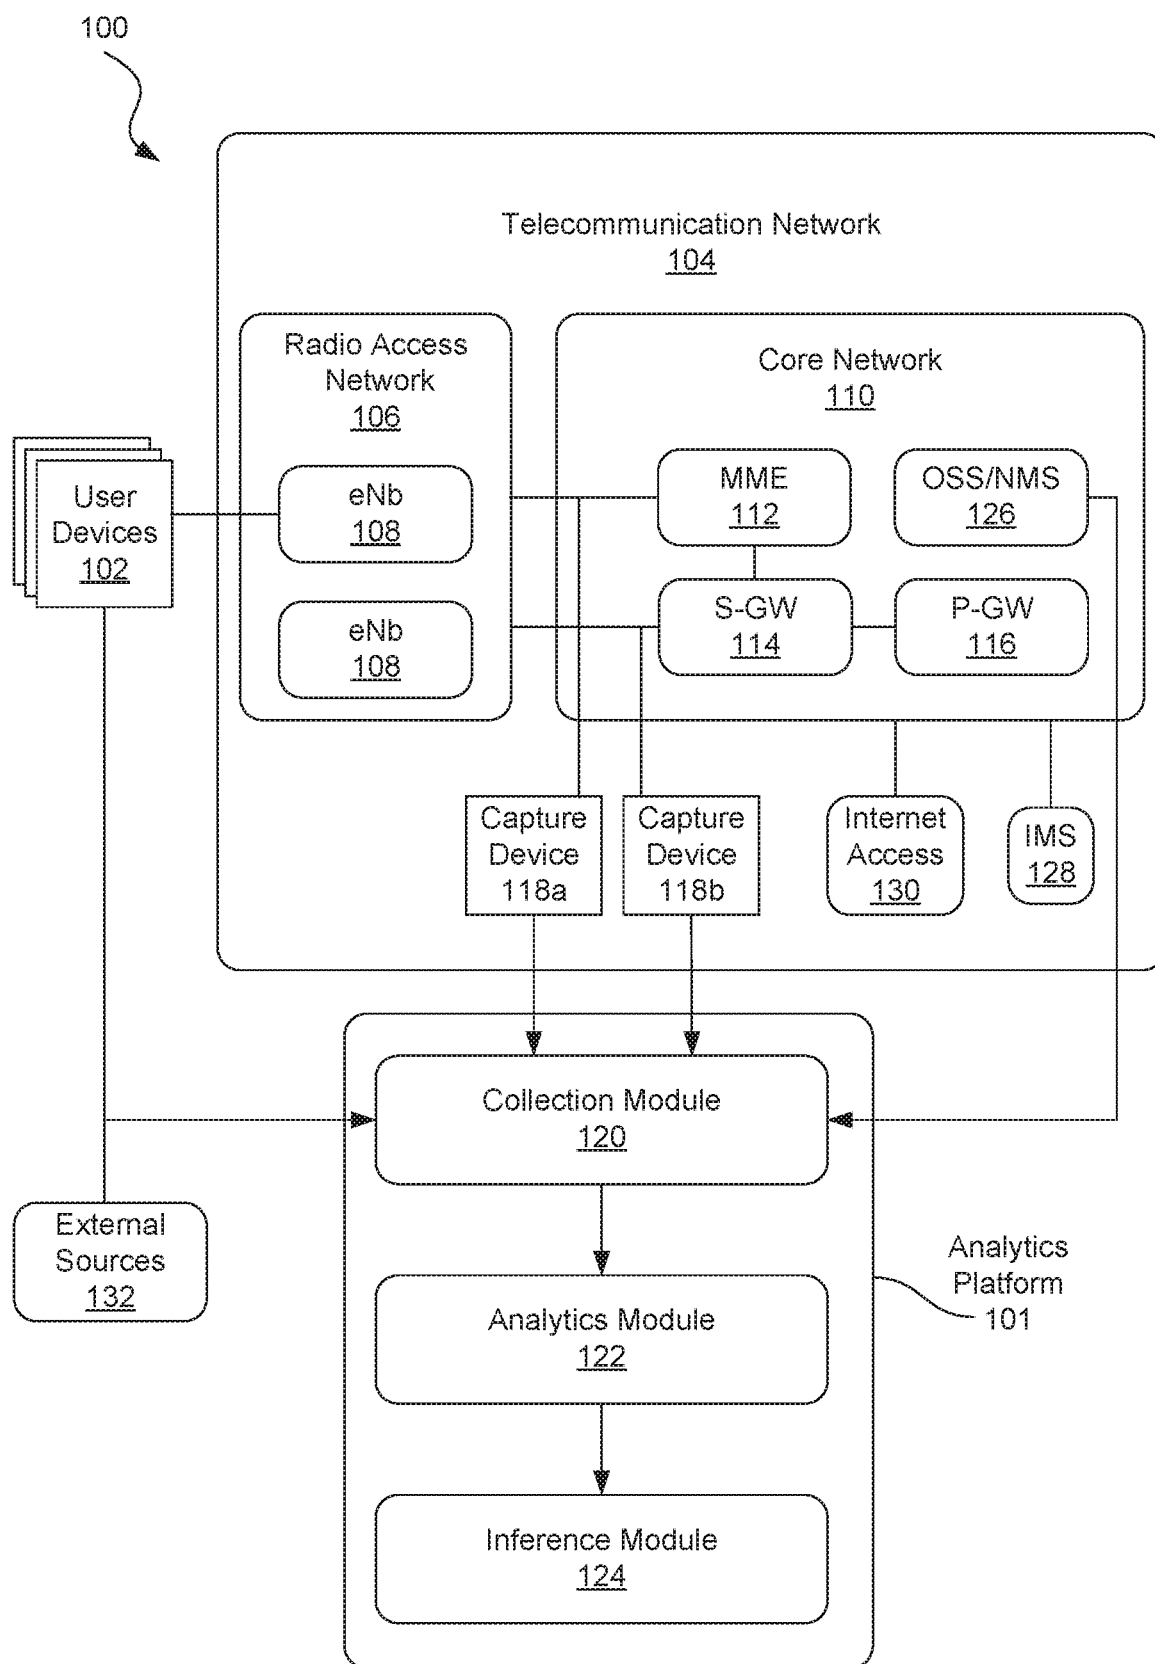 100
Telecommunication Network
104
Radio Access
Network
106
Core Network
110
User
Devices
102
eNb
108
MME
112
OSS/NMS
126
eNb
108
S-GW
114
P-GW
116
Capture
Device
118a
Capture
Device
118b
Internet
Access
130
IMS
128
Collection Module
120
External
Sources
132
Analytics
Platform
101
Analytics Module
122
Inference Module
124